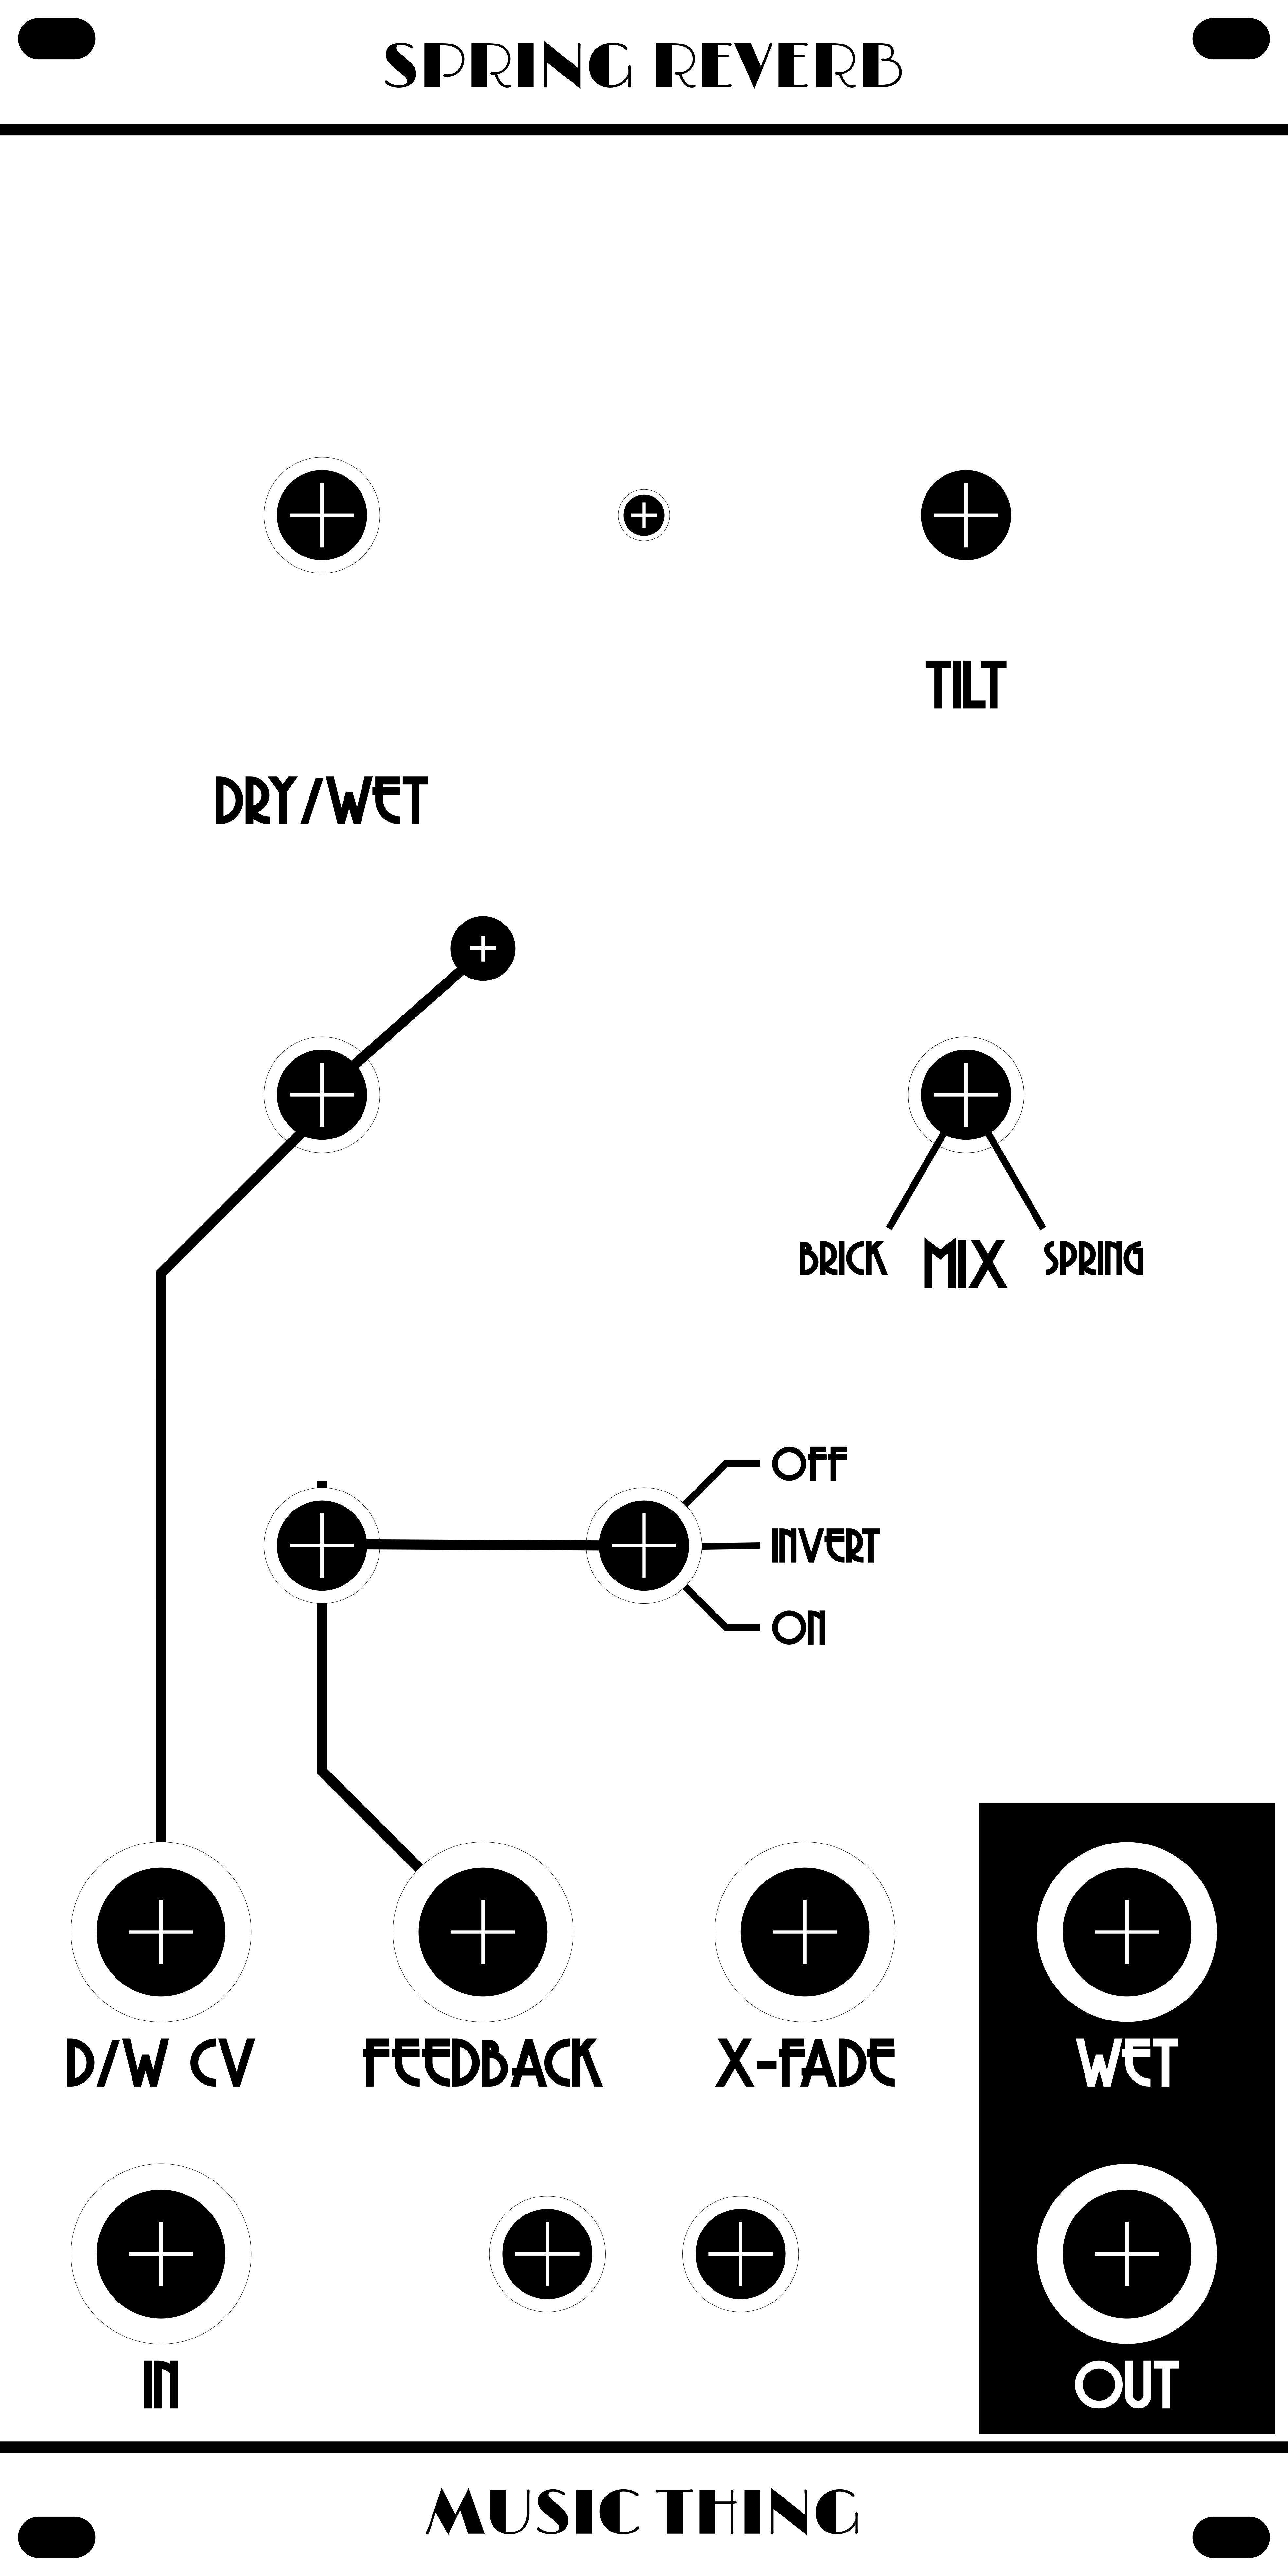 SPRING REVERB
TILT
DRY/WET
BRICK MIX SPRING
OFF
INVERT
ON
D/W CV FEEDBACK X-FADE WET
IN OUT
MUSIC THING